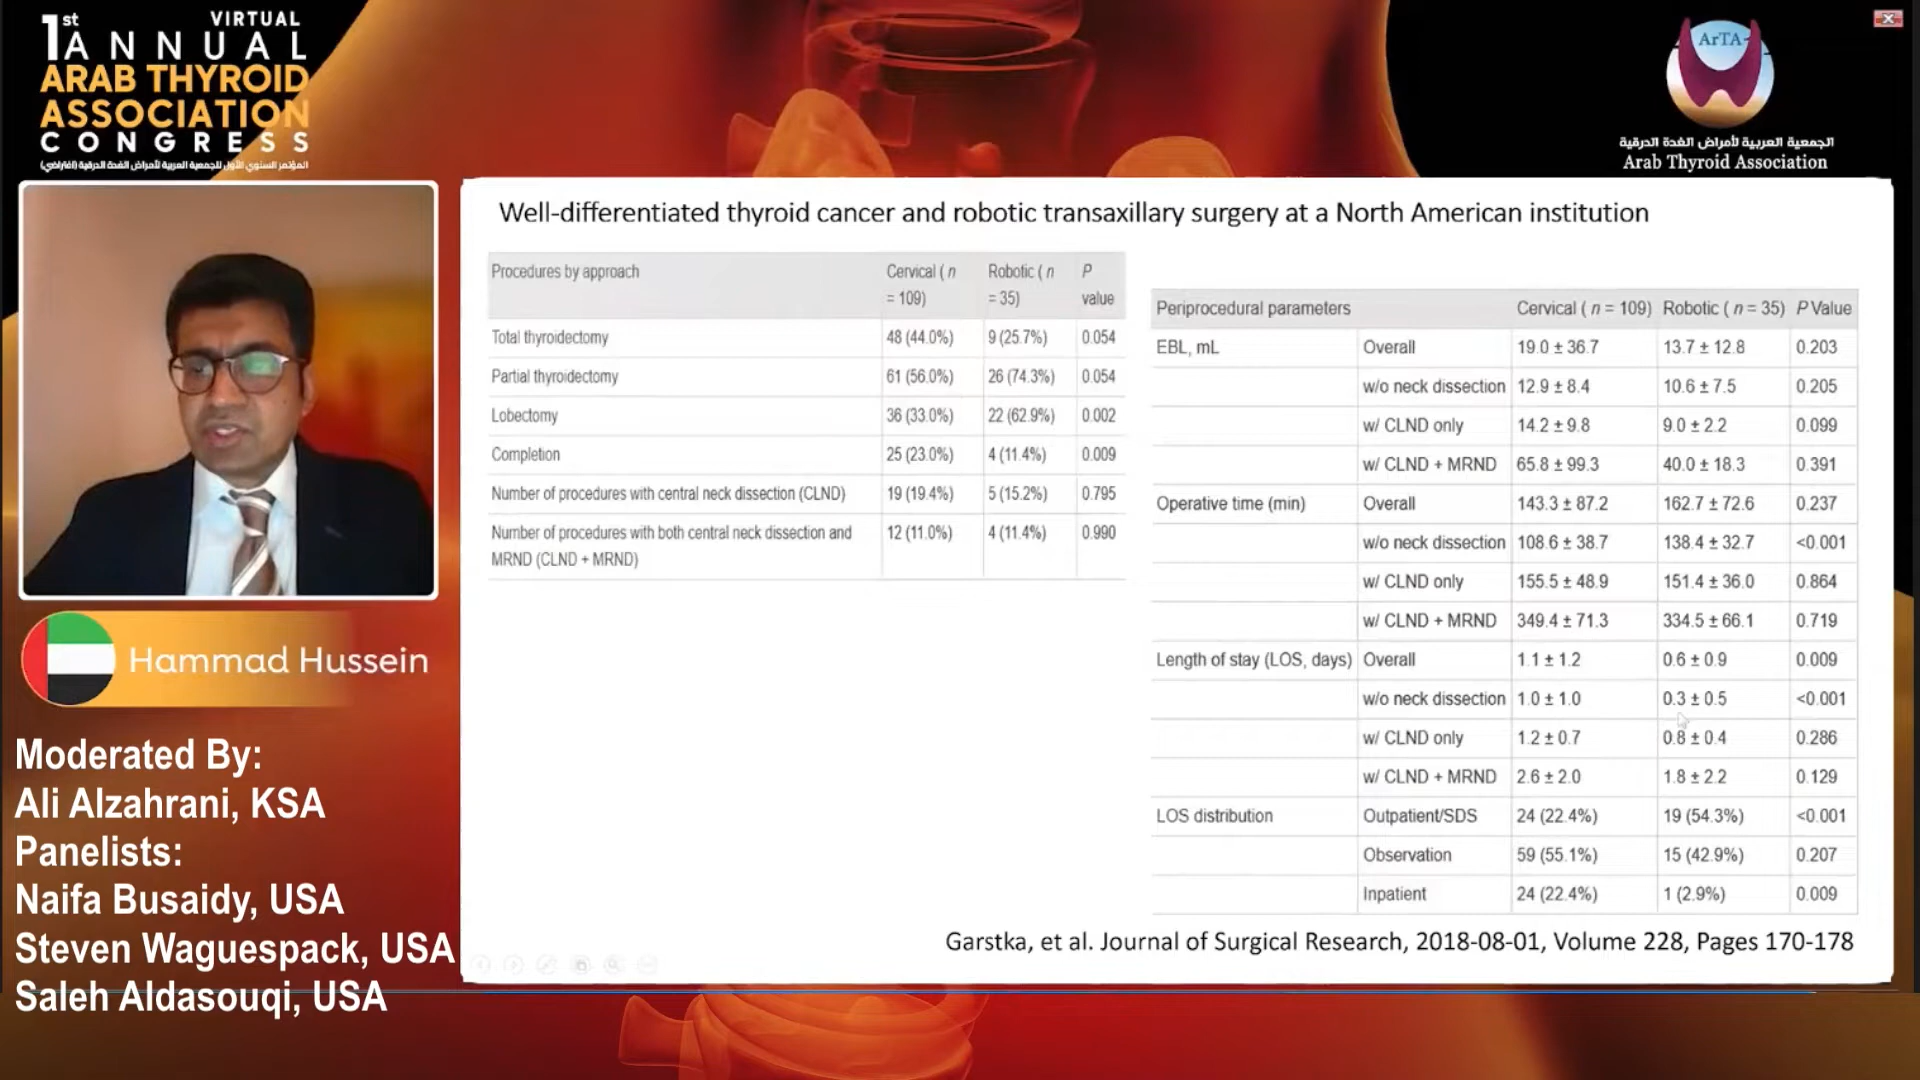 1st VIRTUAL
ANNUAL
ARAB THYROID
ASSOCIATION
CONGRESS
المؤتمر السنوي الأول للجمعية العربية لأمراض الغدة الدرقية (افتراضي)
ArTA
الجمعية العربية لأمراض الغدة الدرقية
Arab Thyroid Association
Hammad Hussein
Moderated By:
Ali Alzahrani, KSA
Panelists:
Naifa Busaidy, USA
Steven Waguespack, USA
Saleh Aldasouqi, USA
Well-differentiated thyroid cancer and robotic transaxillary surgery at a North American institution
Procedures by approach Cervical ( n = 109) Robotic ( n = 35) P value
Total thyroidectomy 48 (44.0%) 9 (25.7%) 0.054
Partial thyroidectomy 61 (56.0%) 26 (74.3%) 0.054
Lobectomy 36 (33.0%) 22 (62.9%) 0.002
Completion 25 (23.0%) 4 (11.4%) 0.009
Number of procedures with central neck dissection (CLND) 19 (19.4%) 5 (15.2%) 0.795
Number of procedures with both central neck dissection and 12 (11.0%) 4 (11.4%) 0.990
MRND (CLND + MRND)
Periprocedural parameters Cervical ( n = 109) Robotic ( n = 35) P Value
EBL, mL Overall 19.0 ± 36.7 13.7 ± 12.8 0.203
w/o neck dissection 12.9 ± 8.4 10.6 ± 7.5 0.205
w/ CLND only 14.2 ± 9.8 9.0 ± 2.2 0.099
w/ CLND + MRND 65.8 ± 99.3 40.0 ± 18.3 0.391
Operative time (min) Overall 143.3 ± 87.2 162.7 ± 72.6 0.237
w/o neck dissection 108.6 ± 38.7 138.4 ± 32.7 <0.001
w/ CLND only 155.5 ± 48.9 151.4 ± 36.0 0.864
w/ CLND + MRND 349.4 ± 71.3 334.5 ± 66.1 0.719
Length of stay (LOS, days) Overall 1.1 ± 1.2 0.6 ± 0.9 0.009
w/o neck dissection 1.0 ± 1.0 0.3 ± 0.5 <0.001
w/ CLND only 1.2 ± 0.7 0.8 ± 0.4 0.286
w/ CLND + MRND 2.6 ± 2.0 1.8 ± 2.2 0.129
LOS distribution Outpatient/SDS 24 (22.4%) 19 (54.3%) <0.001
Observation 59 (55.1%) 15 (42.9%) 0.207
Inpatient 24 (22.4%) 1 (2.9%) 0.009
Garstka, et al. Journal of Surgical Research, 2018-08-01, Volume 228, Pages 170-178